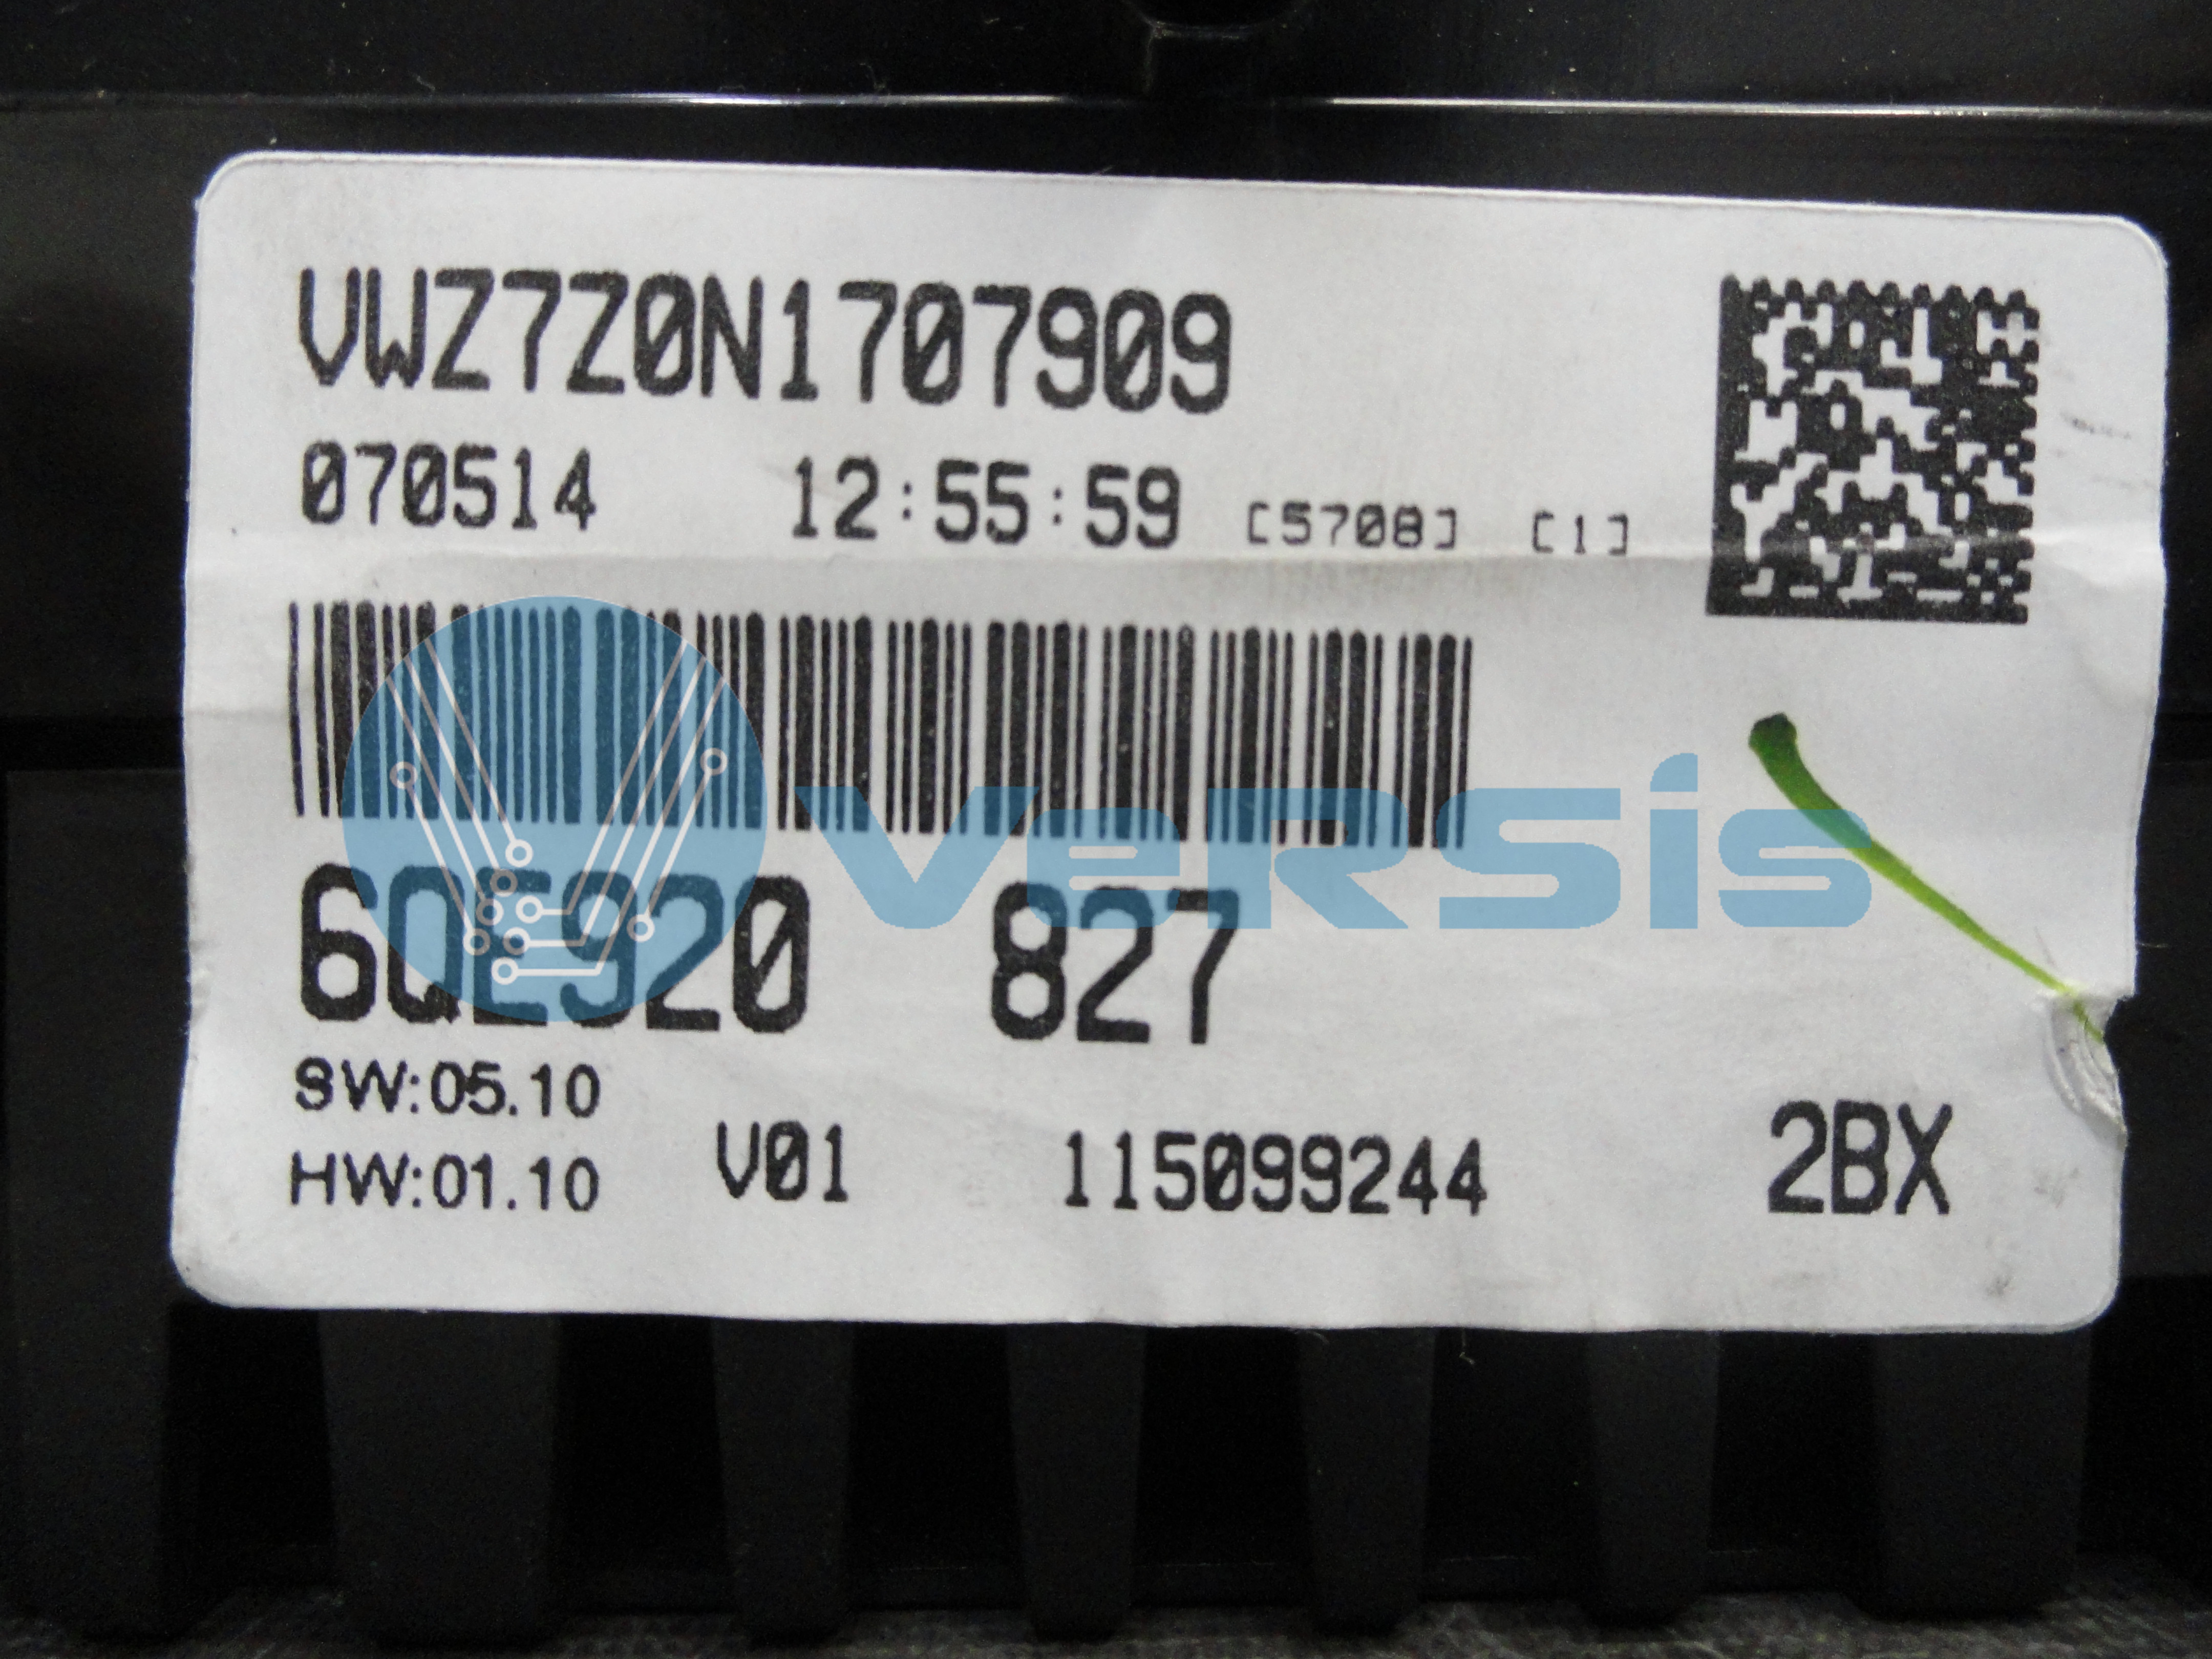 VWZ7Z0N1707909
070514 12:55:59 [5708] [1]
versis
6QE920 827
SW:05.10
HW:01.10 V01 115099244 2BX